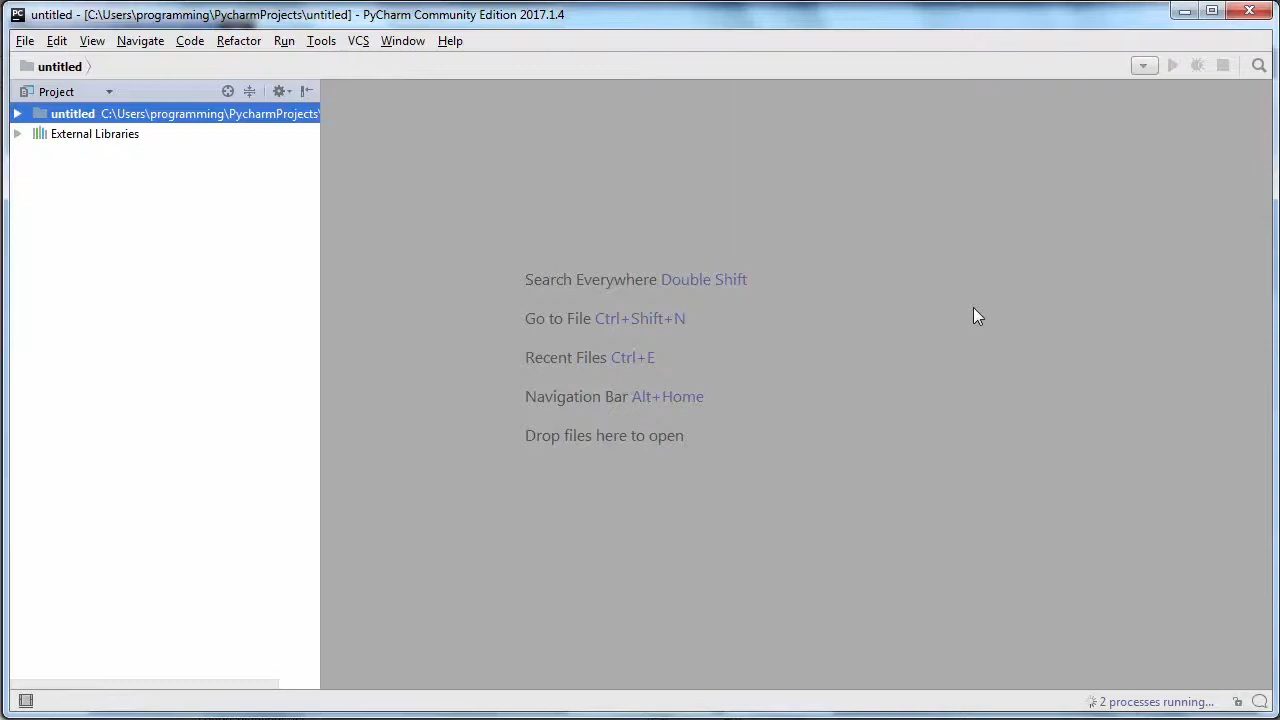 PC untitled - [C:\Users\programming\PycharmProjects\untitled] - PyCharm Community Edition 2017.1.4
File Edit View Navigate Code Refactor Run Tools VCS Window Help
untitled
Project
untitled C:\Users\programming\PycharmProjects\
External Libraries
Search Everywhere Double Shift
Go to File Ctrl+Shift+N
Recent Files Ctrl+E
Navigation Bar Alt+Home
Drop files here to open
2 processes running...